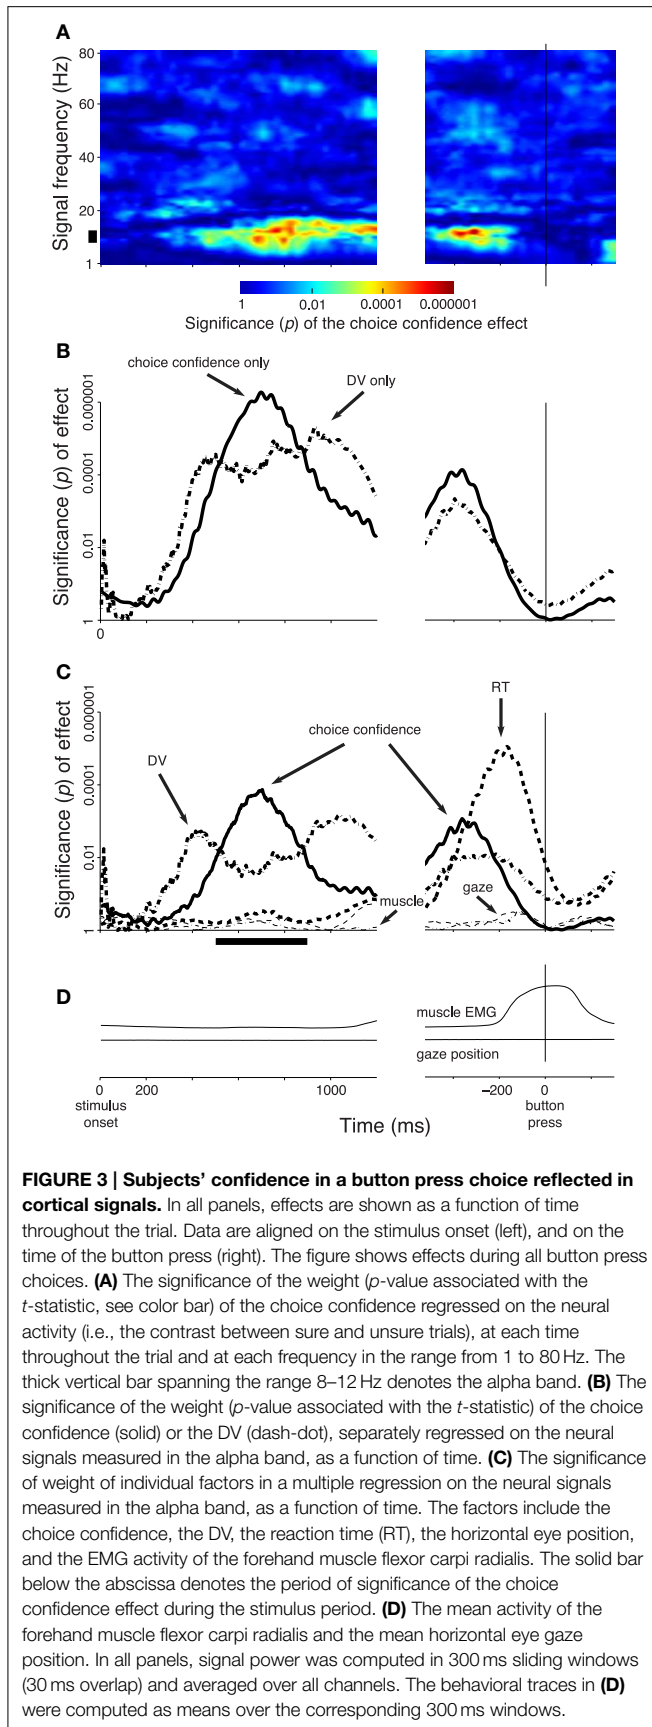 A
80
60
40
20
1
Signal frequency (Hz)
1 0.01 0.0001 0.000001
Significance (p) of the choice confidence effect
B
choice confidence only
DV only
0.000001
0.0001
0.01
1
Significance (p) of effect
0
C
RT
choice confidence
DV
0.000001
0.0001
0.01
1
Significance (p) of effect
muscle
gaze
D
muscle EMG
gaze position
0 200 1000 −200 0
stimulus
onset
button
press
Time (ms)
FIGURE 3 | Subjects’ confidence in a button press choice reflected in
cortical signals. In all panels, effects are shown as a function of time
throughout the trial. Data are aligned on the stimulus onset (left), and on the
time of the button press (right). The figure shows effects during all button press
choices. (A) The significance of the weight (p-value associated with the
t-statistic, see color bar) of the choice confidence regressed on the neural
activity (i.e., the contrast between sure and unsure trials), at each time
throughout the trial and at each frequency in the range from 1 to 80 Hz. The
thick vertical bar spanning the range 8–12 Hz denotes the alpha band. (B) The
significance of the weight (p-value associated with the t-statistic) of the choice
confidence (solid) or the DV (dash-dot), separately regressed on the neural
signals measured in the alpha band, as a function of time. (C) The significance
of weight of individual factors in a multiple regression on the neural signals
measured in the alpha band, as a function of time. The factors include the
choice confidence, the DV, the reaction time (RT), the horizontal eye position,
and the EMG activity of the forehand muscle flexor carpi radialis. The solid bar
below the abscissa denotes the period of significance of the choice
confidence effect during the stimulus period. (D) The mean activity of the
forehand muscle flexor carpi radialis and the mean horizontal eye gaze
position. In all panels, signal power was computed in 300 ms sliding windows
(30 ms overlap) and averaged over all channels. The behavioral traces in (D)
were computed as means over the corresponding 300 ms windows.